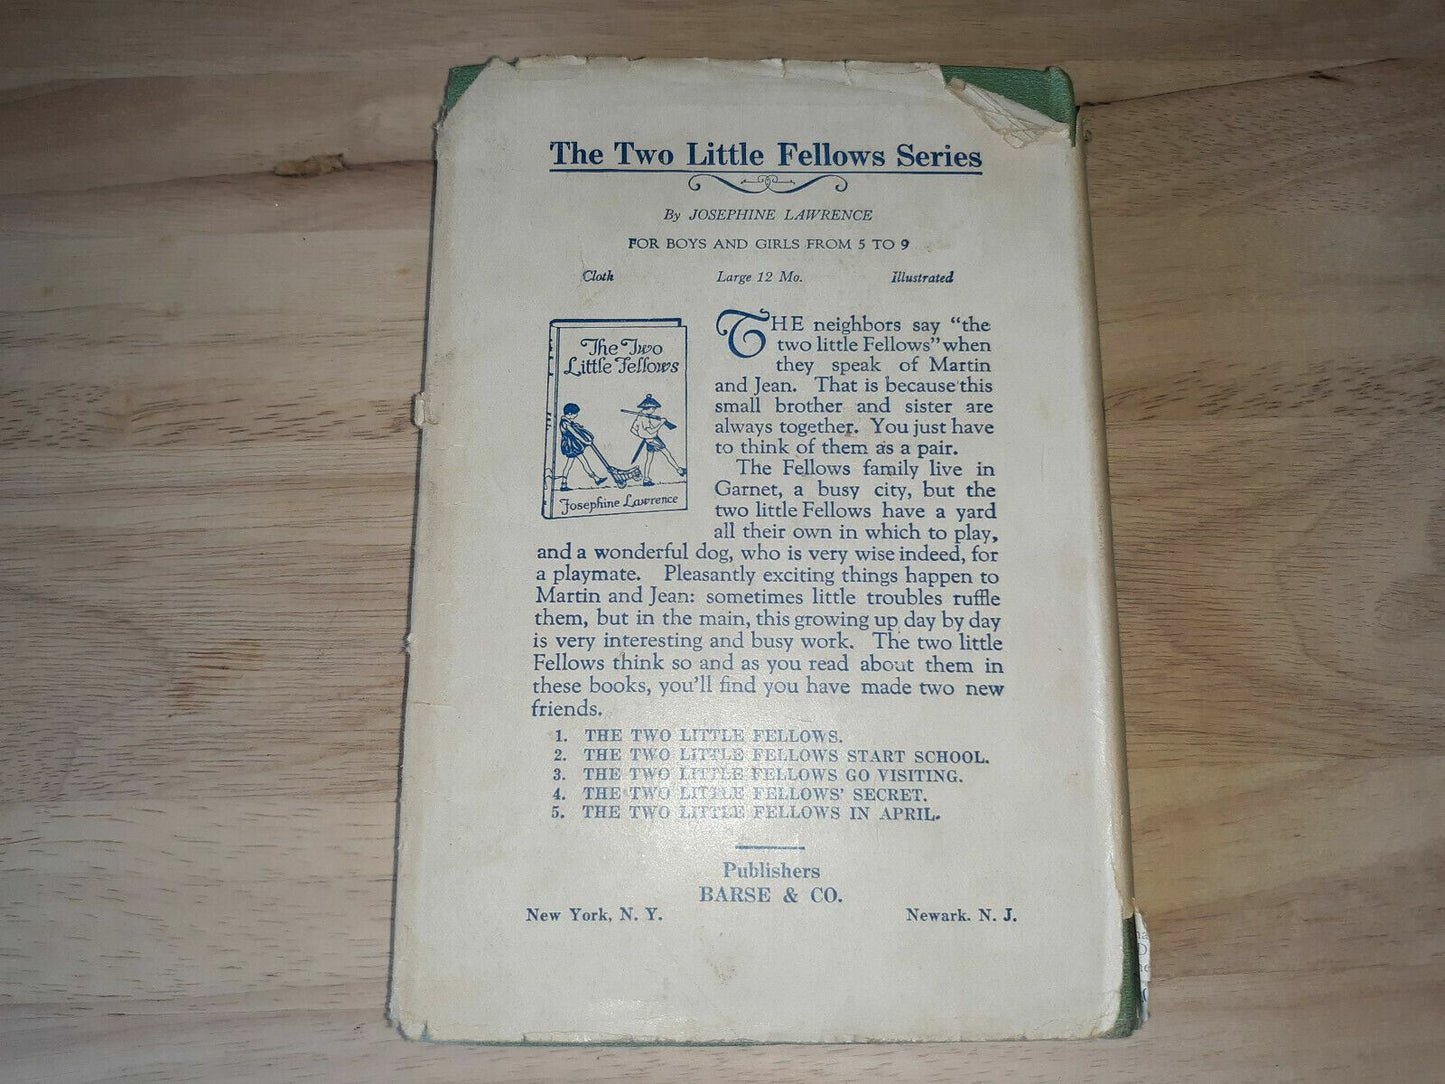 The Two Little Fellows Series
By JOSEPHINE LAWRENCE
FOR BOYS AND GIRLS FROM 5 TO 9
Cloth Large 12 Mo. Illustrated
The Two
Little Fellows
Josephine Lawrence
THE neighbors say "the
two little Fellows" when
they speak of Martin
and Jean. That is because this
small brother and sister are
always together. You just have
to think of them as a pair.
The Fellows family live in
Garnet, a busy city, but the
two little Fellows have a yard
all their own in which to play,
and a wonderful dog, who is very wise indeed, for
a playmate. Pleasantly exciting things happen to
Martin and Jean: sometimes little troubles ruffle
them, but in the main, this growing up day by day
is very interesting and busy work. The two little
Fellows think so and as you read about them in
these books, you'll find you have made two new
friends.
1. THE TWO LITTLE FELLOWS.
2. THE TWO LITTLE FELLOWS START SCHOOL.
3. THE TWO LITTLE FELLOWS GO VISITING.
4. THE TWO LITTLE FELLOWS' SECRET.
5. THE TWO LITTLE FELLOWS IN APRIL.
Publishers
BARSE & CO.
New York, N. Y. Newark. N. J.